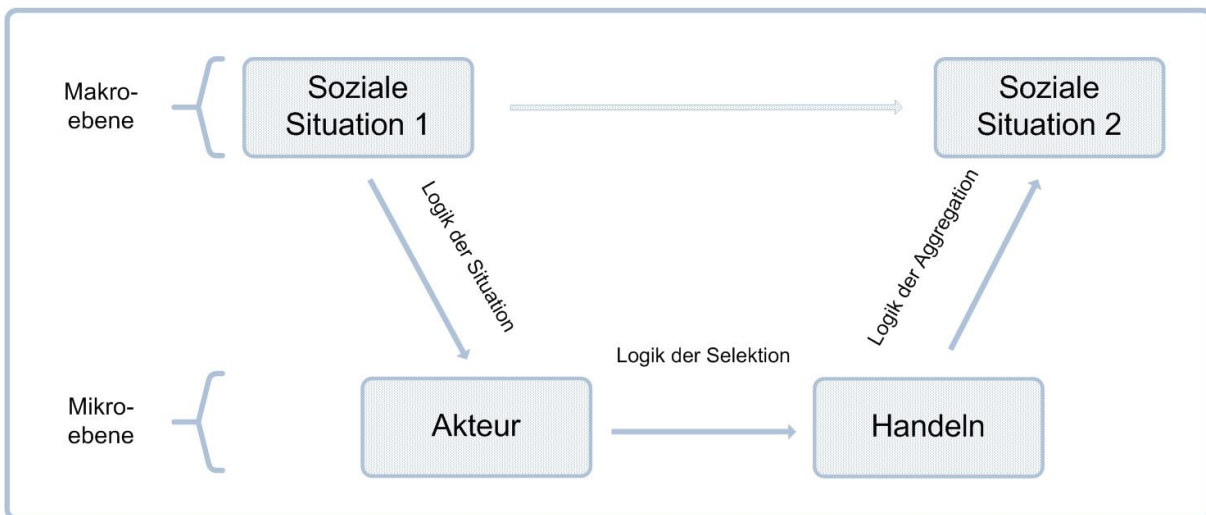 Makro-
ebene
Soziale
Situation 1
Soziale
Situation 2
Logik der Situation
Logik der Aggregation
Logik der Selektion
Mikro-
ebene
Akteur
Handeln